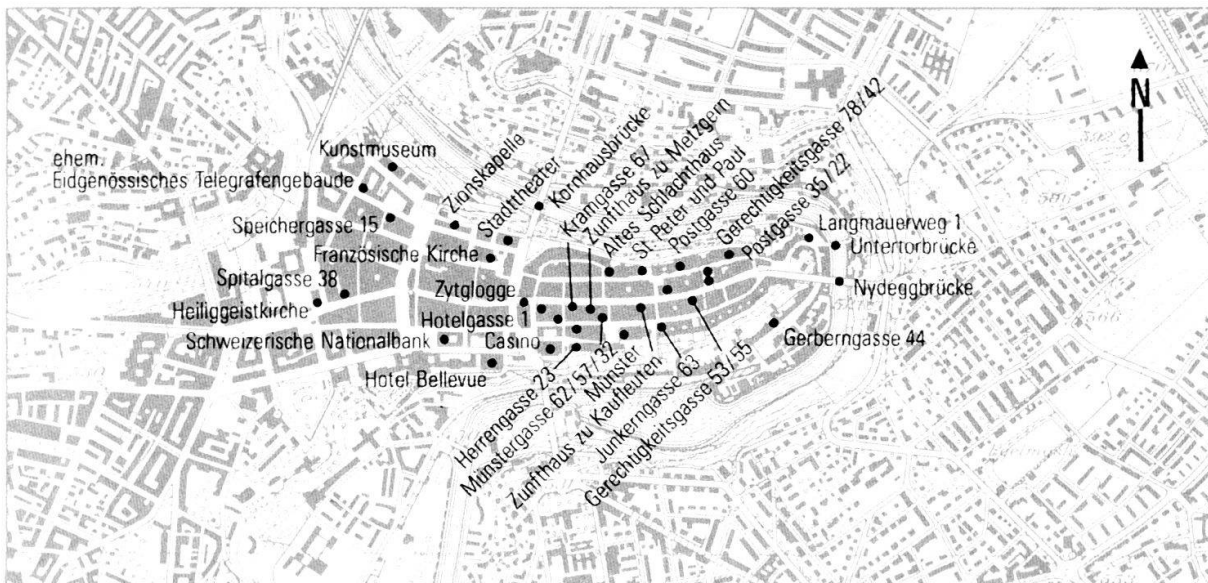 N
ehem.
Eidgenössisches Telegrafengebäude
Kunstmuseum
Speichergasse 15
Spitalgasse 38
Heiliggeistkirche
Schweizerische Nationalbank
Hotel Bellevue
Zionskapelle
Stadttheater
Kornhausbrücke
Französische Kirche
Zytglogge
Hotelgasse 1
Casino
Kramgasse 67
Zunfthaus zu Metzgern
Altes Schlachthaus
St. Peter und Paul
Postgasse 60
Gerechtigkeitsgasse 78/42
Postgasse 35/22
Langmauerweg 1
Untertorbrücke
Nydeggbrücke
Gerberngasse 44
Herrengasse 23
Münstergasse 62/57/32
Münster
Zunfthaus zu Kaufleuten
Junkerngasse 63
Gerechtigkeitsgasse 53/55